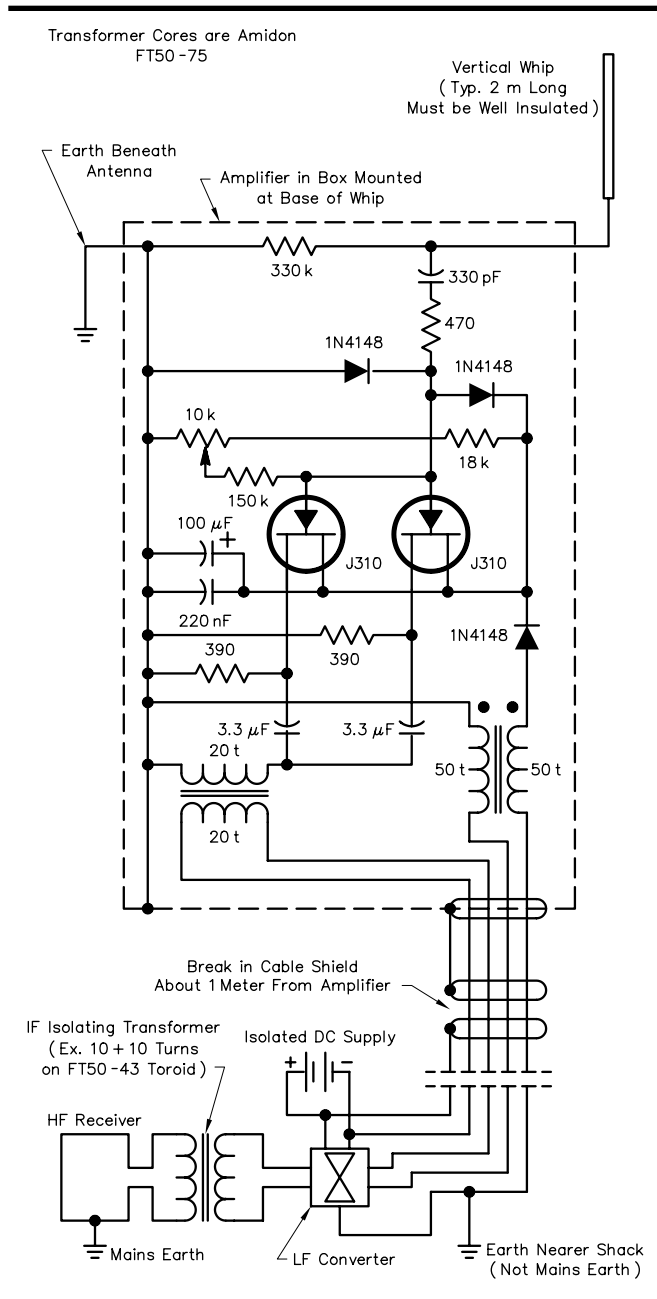 Transformer Cores are Amidon
FT50-75
Vertical Whip
(Typ. 2 m Long
Must be Well Insulated)
Earth Beneath
Antenna
Amplifier in Box Mounted
at Base of Whip
330 k
330 pF
470
1N4148
1N4148
10 k
18 k
150 k
100 µF
+
J310
J310
220 nF
390
390
1N4148
3.3 µF
3.3 µF
20 t
50 t
50 t
20 t
Break in Cable Shield
About 1 Meter From Amplifier
IF Isolating Transformer
(Ex. 10 + 10 Turns
on FT50-43 Toroid)
Isolated DC Supply
+
−
HF Receiver
Mains Earth
LF Converter
Earth Nearer Shack
(Not Mains Earth)